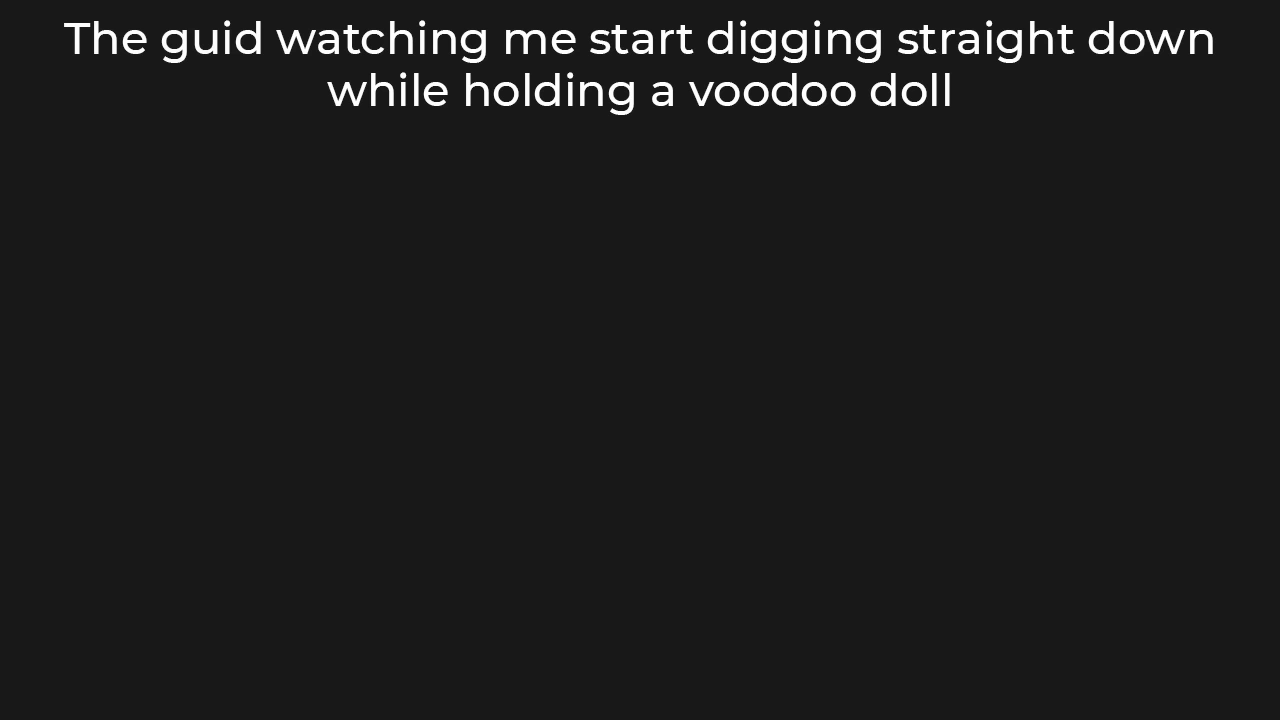 The guid watching me start digging straight down
while holding a voodoo doll